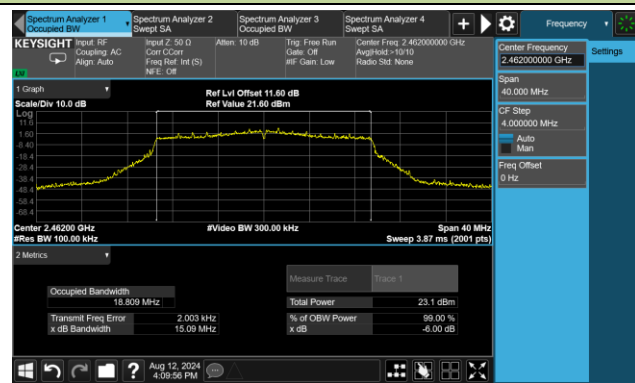 Spectrum Analyzer 1
Occupied BW
Spectrum Analyzer 2
Swept SA
Spectrum Analyzer 3
Occupied BW
Spectrum Analyzer 4
Swept SA
Frequency
KEYSIGHT
Input: RF
Coupling: AC
Align: Auto
Input Z: 50 Ω
Corr CCorr
Freq Ref: Int (S)
NFE: Off
Atten: 10 dB
Trig: Free Run
Gate: Off
#IF Gain: Low
Center Freq: 2.462000000 GHz
Avg|Hold:>10/10
Radio Std: None
LXI
Center Frequency
2.462000000 GHz
Settings
Span
40.000 MHz
CF Step
4.000000 MHz
Auto
Man
Freq Offset
0 Hz
1 Graph
Scale/Div 10.0 dB
Ref Lvl Offset 11.60 dB
Ref Value 21.60 dBm
Log
11.6
1.60
-8.40
-18.4
-28.4
-38.4
-48.4
-58.4
-68.4
Center 2.46200 GHz
#Video BW 300.00 kHz
Span 40 MHz
#Res BW 100.00 kHz
Sweep 3.87 ms (2001 pts)
2 Metrics
Measure Trace
Trace 1
Occupied Bandwidth
18.809 MHz
Total Power
23.1 dBm
Transmit Freq Error
2.003 kHz
% of OBW Power
99.00 %
x dB Bandwidth
15.09 MHz
x dB
-6.00 dB
Aug 12, 2024
4:09:56 PM